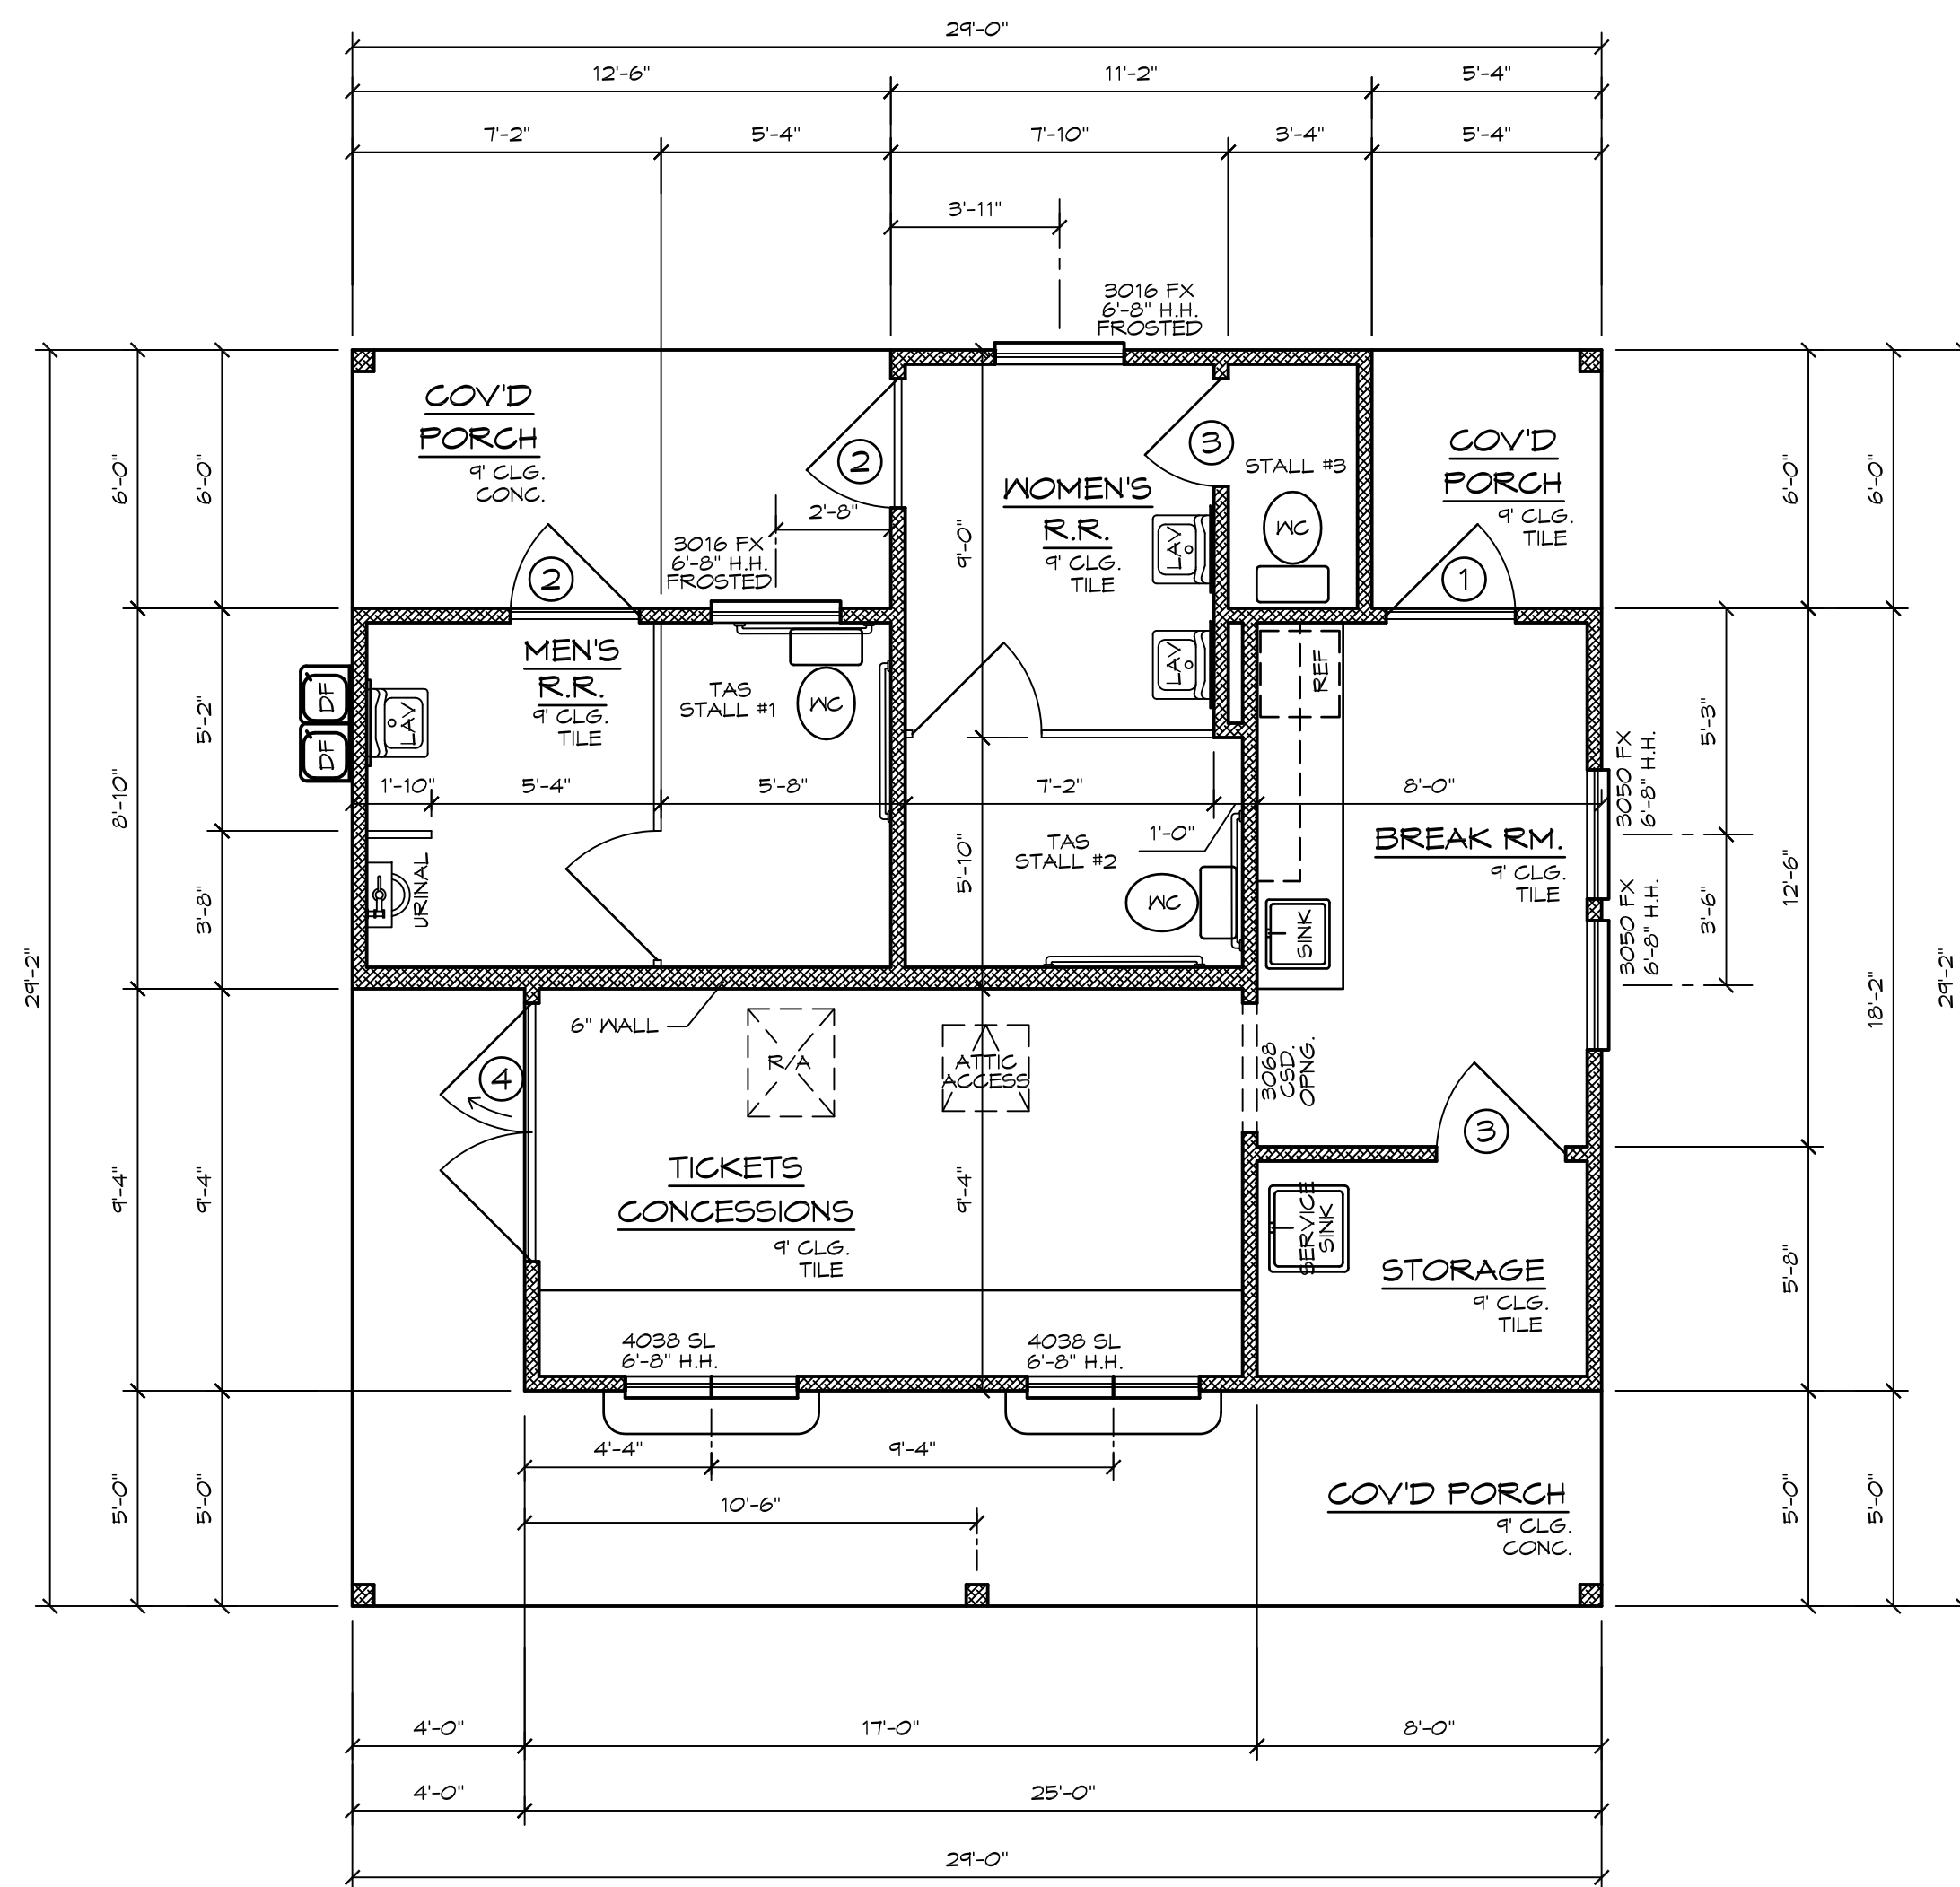 29'-0"
12'-6" 11'-2" 5'-4"
7'-2" 5'-4" 7'-10" 3'-4" 5'-4"
3'-11"
3016 FX
6'-8" H.H.
FROSTED
COV'D
PORCH
9' CLG.
CONC.
2
2'-8"
3016 FX
6'-8" H.H.
FROSTED
2
WOMEN'S
R.R.
9' CLG.
TILE
9'-0"
3
STALL #3
WC
LAV
LAV
COV'D
PORCH
9' CLG.
TILE
1
6'-0"
6'-0"
6'-0"
6'-0"
MEN'S
R.R.
9' CLG.
TILE
DF
DF
LAV
TAS
STALL #1
WC
REF
5'-2"
8'-10"
3'-8"
1'-10" 5'-4" 5'-8" 7'-2" 8'-0"
URINAL
5'-10"
TAS
STALL #2
1'-0"
WC
SINK
BREAK RM.
9' CLG.
TILE
3050 FX
6'-8" H.H.
3050 FX
6'-8" H.H.
5'-3"
3'-6"
12'-6"
18'-2"
29'-2"
29'-2"
6" WALL
R/A
ATTIC
ACCESS
3068
CSD.
OPNG.
4
3
TICKETS
CONCESSIONS
9' CLG.
TILE
9'-4"
9'-4"
9'-4"
SERVICE
SINK
STORAGE
9' CLG.
TILE
5'-8"
4038 SL
6'-8" H.H.
4038 SL
6'-8" H.H.
4'-4" 9'-4"
10'-6"
COV'D PORCH
9' CLG.
CONC.
5'-0"
5'-0"
5'-0"
5'-0"
4'-0" 17'-0" 8'-0"
4'-0" 25'-0"
29'-0"